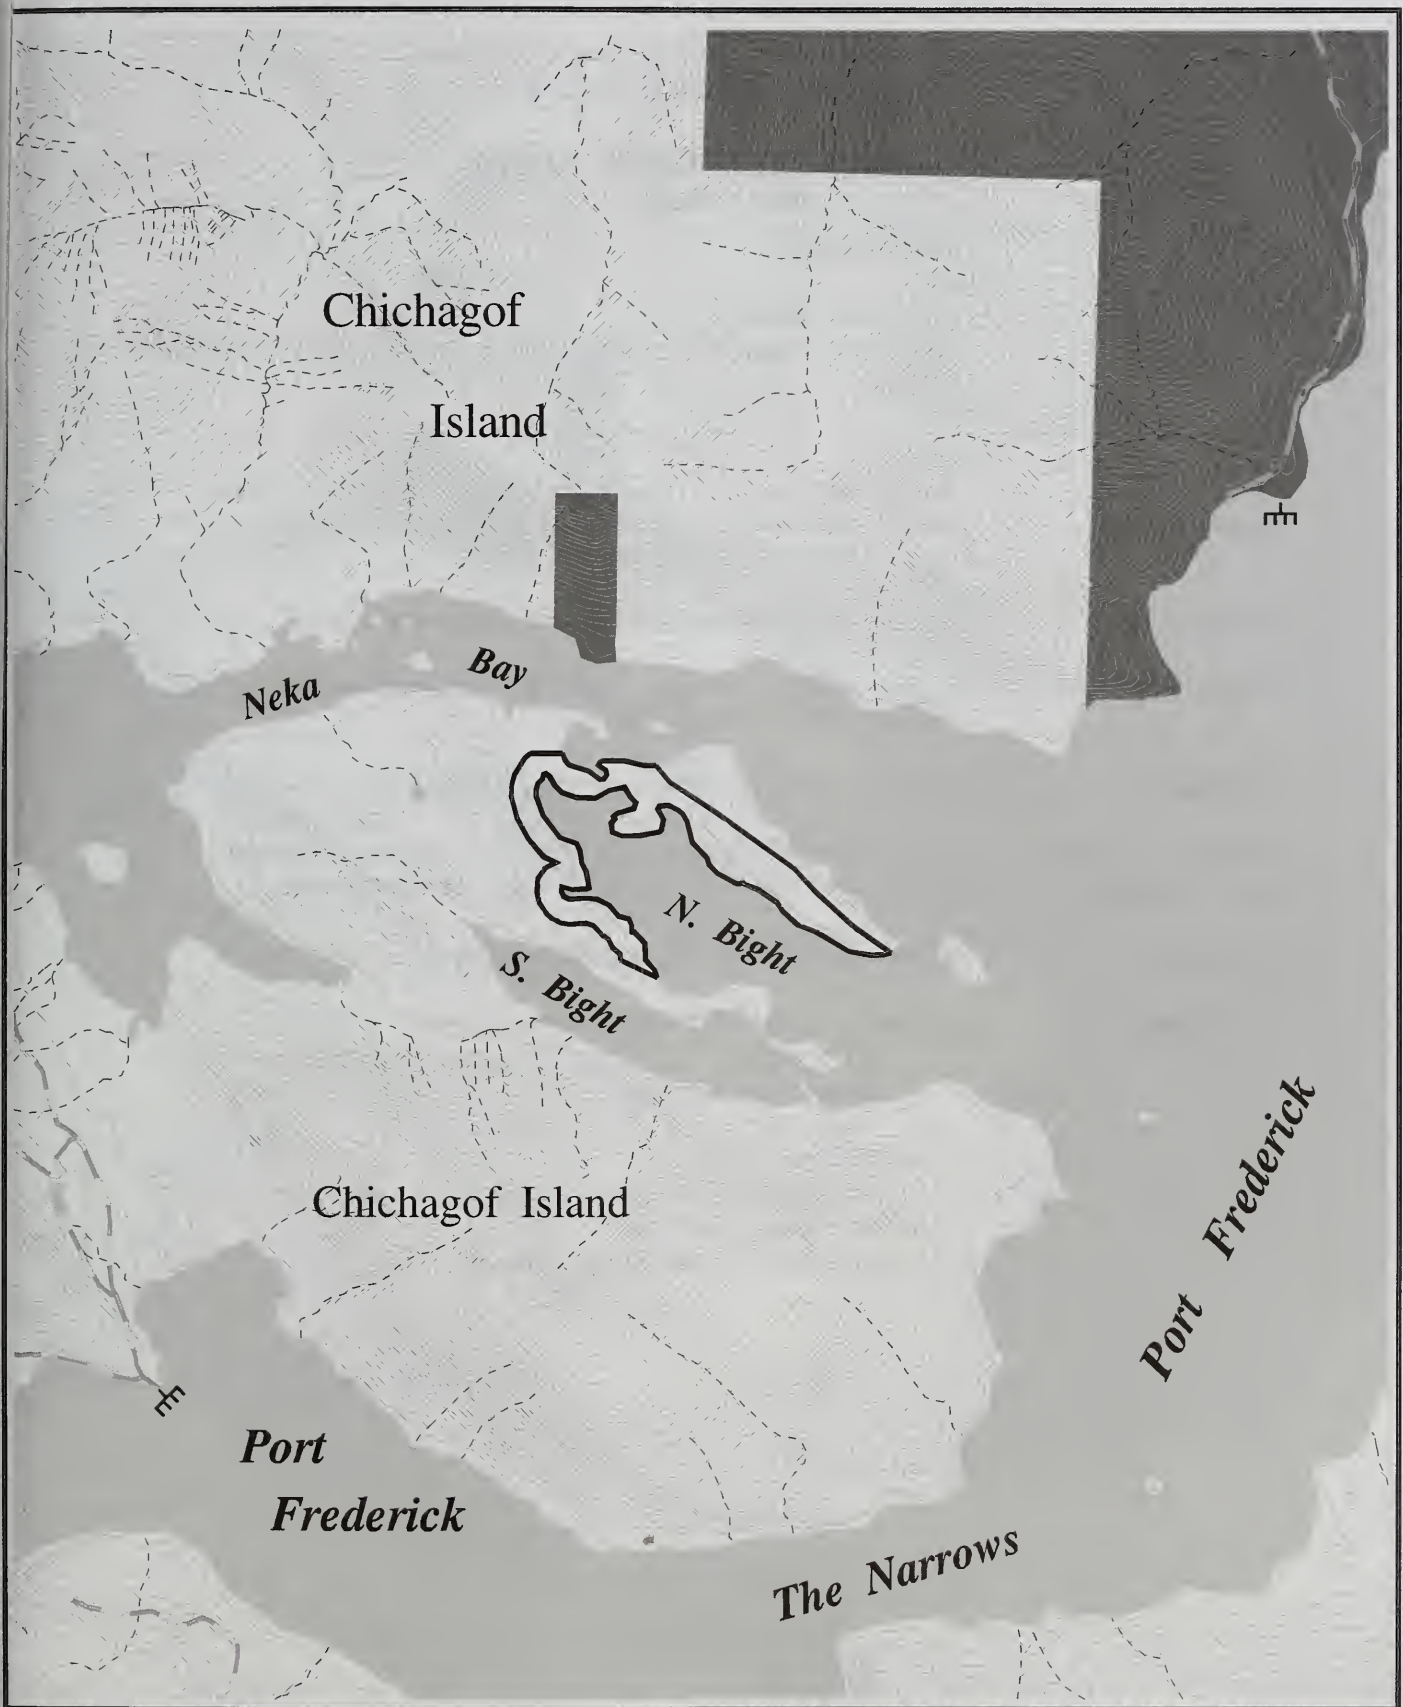 Chichagof
Island
Neka
Bay
N. Bight
S. Bight
Port Frederick
Chichagof Island
Port
Frederick
The Narrows